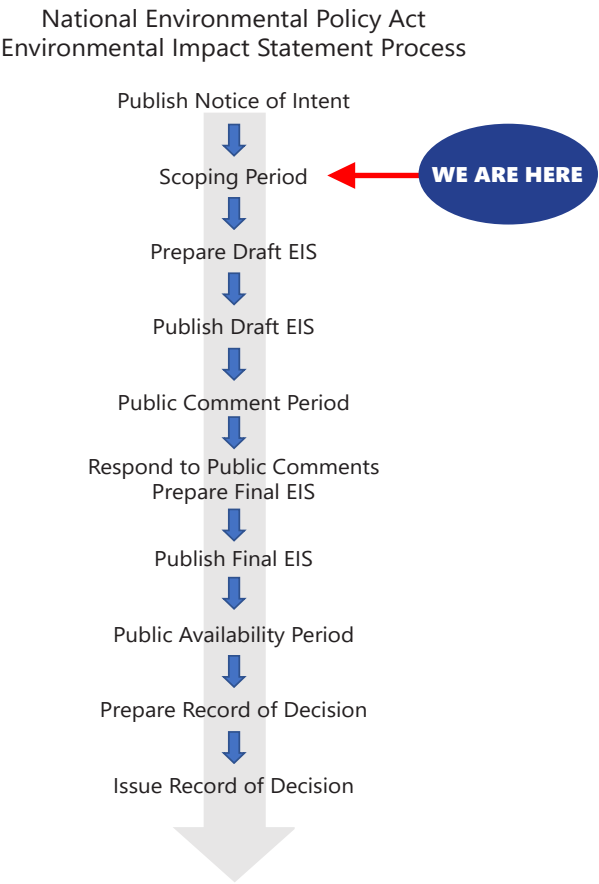 National Environmental Policy Act
Environmental Impact Statement Process
Publish Notice of Intent
Scoping Period
WE ARE HERE
Prepare Draft EIS
Publish Draft EIS
Public Comment Period
Respond to Public Comments
Prepare Final EIS
Publish Final EIS
Public Availability Period
Prepare Record of Decision
Issue Record of Decision